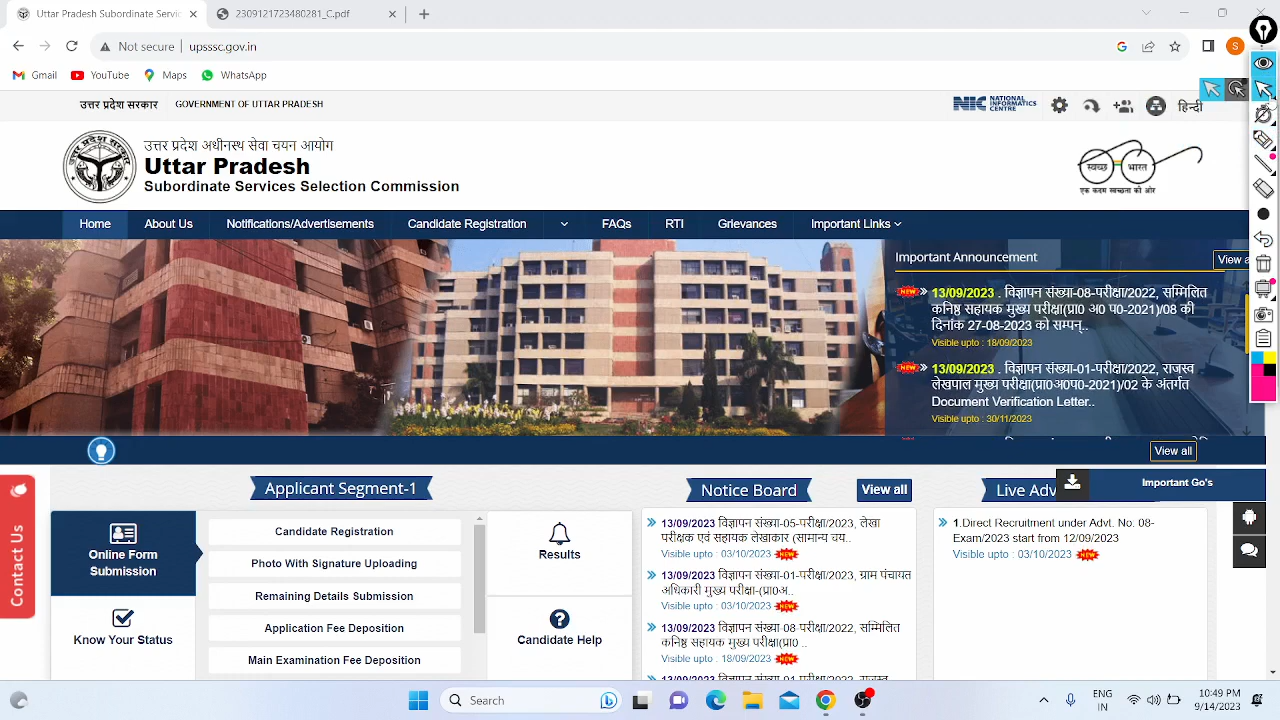 Uttar Pradesh Subordinate Servic
2309121723480281_C.pdf
Not secure
upsssc.gov.in
S
Gmail
YouTube
Maps
WhatsApp
उत्तर प्रदेश सरकार
GOVERNMENT OF UTTAR PRADESH
NIC NATIONAL INFORMATICS CENTRE
हिन्दी
उत्तर प्रदेश अधीनस्थ सेवा चयन आयोग
Uttar Pradesh
Subordinate Services Selection Commission
स्वच्छ भारत
एक कदम स्वच्छता की ओर
Home
About Us
Notifications/Advertisements
Candidate Registration
FAQs
RTI
Grievances
Important Links
Important Announcement
View a
NEW 13/09/2023 . विज्ञापन संख्या-08-परीक्षा/2022, सम्मिलित
कनिष्ठ सहायक मुख्य परीक्षा(प्रा0 अ0 प0-2021)/08 की
दिनांक 27-08-2023 को सम्पन्..
Visible upto : 18/09/2023
NEW 13/09/2023 . विज्ञापन संख्या-01-परीक्षा/2022, राजस्व
लेखपाल मुख्य परीक्षा(प्रा0अ0प0-2021)/02 के अंतर्गत
Document Verification Letter..
Visible upto : 30/11/2023
View all
Important Go's
Contact Us
Applicant Segment-1
Online Form
Submission
Know Your Status
Candidate Registration
Photo With Signature Uploading
Remaining Details Submission
Application Fee Deposition
Main Examination Fee Deposition
Results
Candidate Help
Notice Board
View all
13/09/2023 विज्ञापन संख्या-05-परीक्षा/2023, लेखा
परीक्षक एवं सहायक लेखाकार (सामान्य चय..
Visible upto : 03/10/2023 NEW
13/09/2023 विज्ञापन संख्या-01-परीक्षा/2023, ग्राम पंचायत
अधिकारी मुख्य परीक्षा-(प्रा0अ..
Visible upto : 03/10/2023 NEW
13/09/2023 विज्ञापन संख्या-08-परीक्षा/2022, सम्मिलित
कनिष्ठ सहायक मुख्य परीक्षा(प्रा0 ..
Visible upto : 18/09/2023 NEW
Live Adv
1.Direct Recruitment under Advt. No. 08-
Exam/2023 start from 12/09/2023
Visible upto : 03/10/2023 NEW
Search
ENG
IN
10:49 PM
9/14/2023